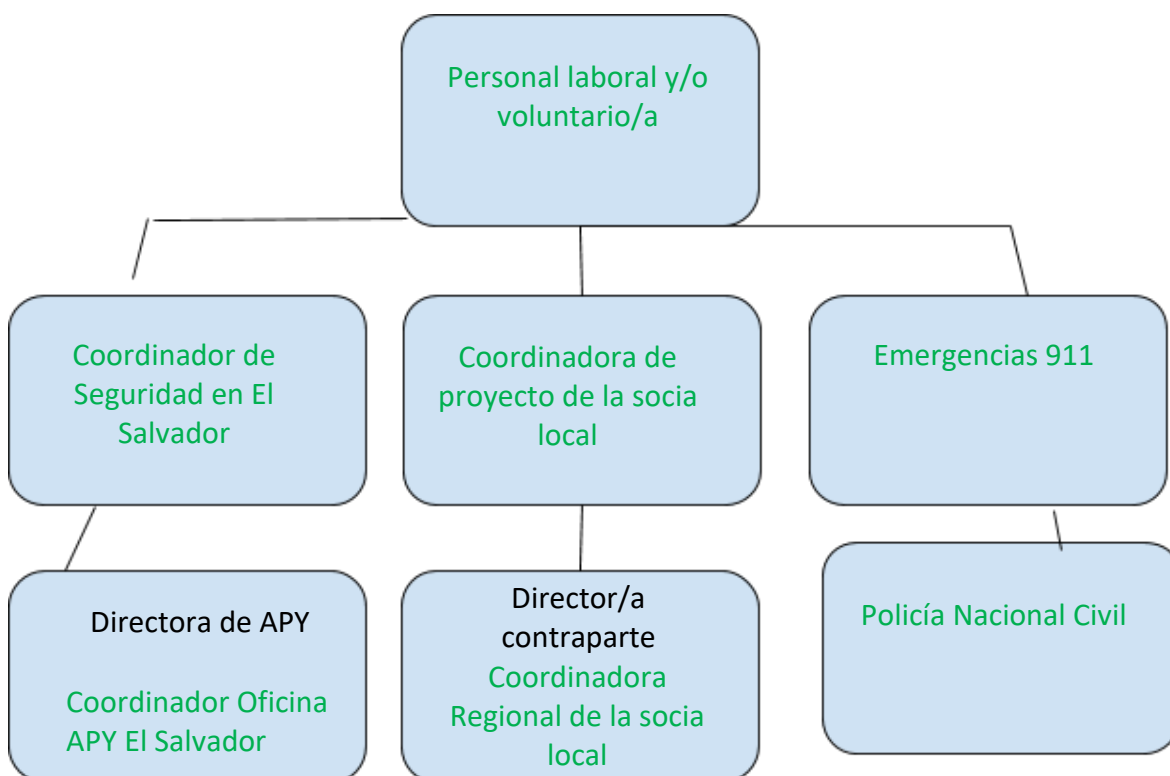 Personal laboral y/o
voluntario/a
Coordinador de
Seguridad en El
Salvador
Coordinadora de
proyecto de la socia
local
Emergencias 911
Directora de APY
Coordinador Oficina
APY El Salvador
Director/a
contraparte
Coordinadora
Regional de la socia
local
Policía Nacional Civil